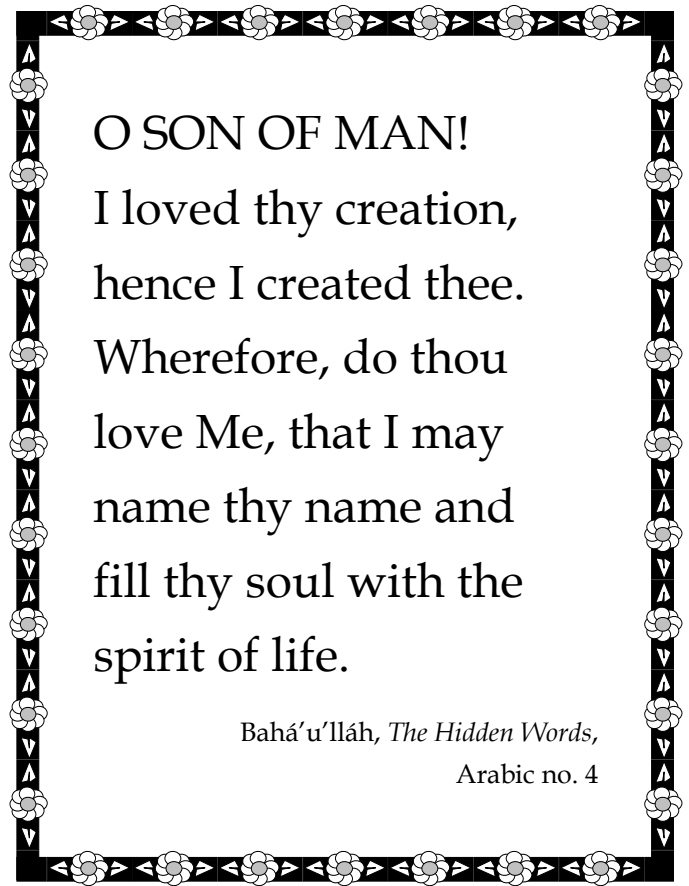 O SON OF MAN!
I loved thy creation,
hence I created thee.
Wherefore, do thou
love Me, that I may
name thy name and
fill thy soul with the
spirit of life.
Bahá’u’lláh, The Hidden Words,
Arabic no. 4